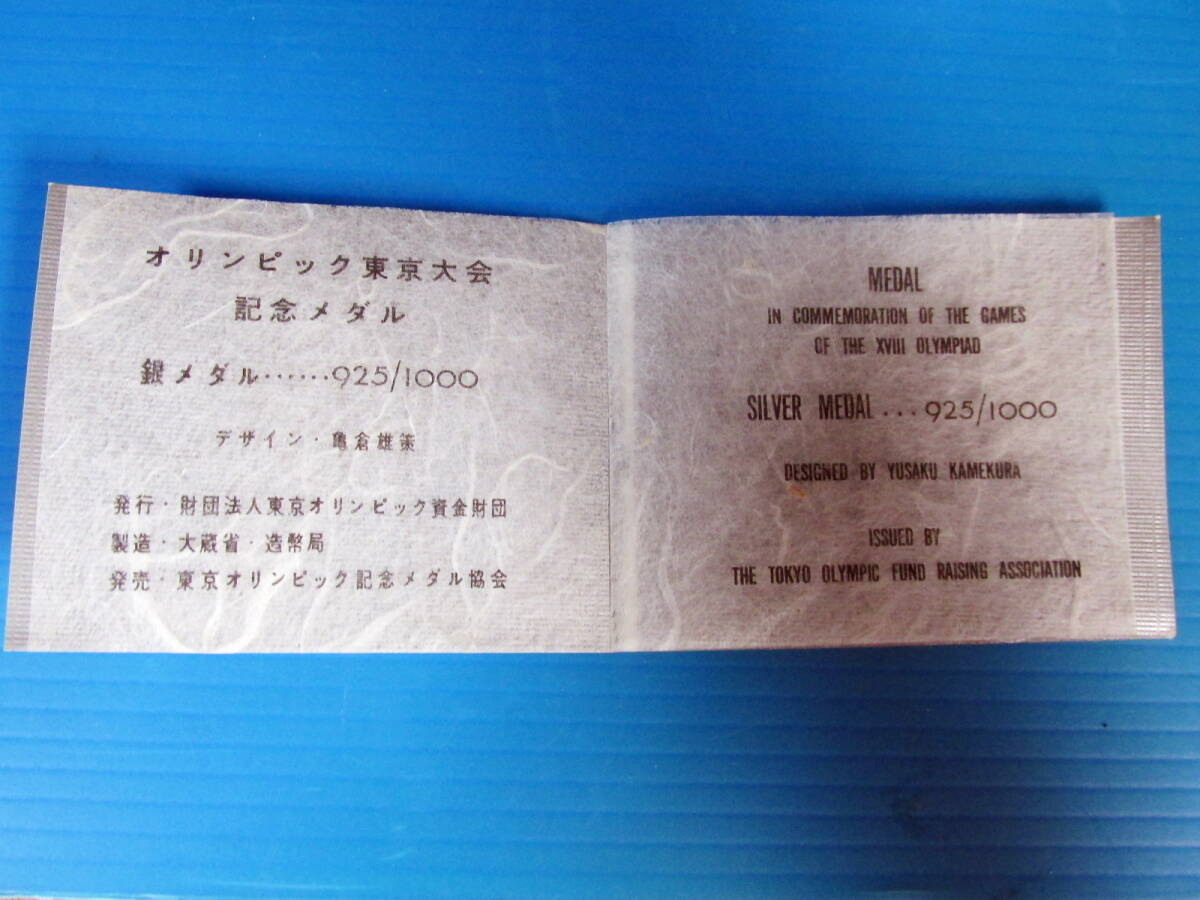 オリンピック東京大会
記念メダル
銀メダル……925/1000
デザイン・亀倉雄策
発行・財団法人東京オリンピック資金財団
製造・大蔵省・造幣局
発売・東京オリンピック記念メダル協会
MEDAL
IN COMMEMORATION OF THE GAMES
OF THE XVIII OLYMPIAD
SILVER MEDAL...925/1000
DESIGNED BY YUSAKU KAMEKURA
ISSUED BY
THE TOKYO OLYMPIC FUND RAISING ASSOCIATION